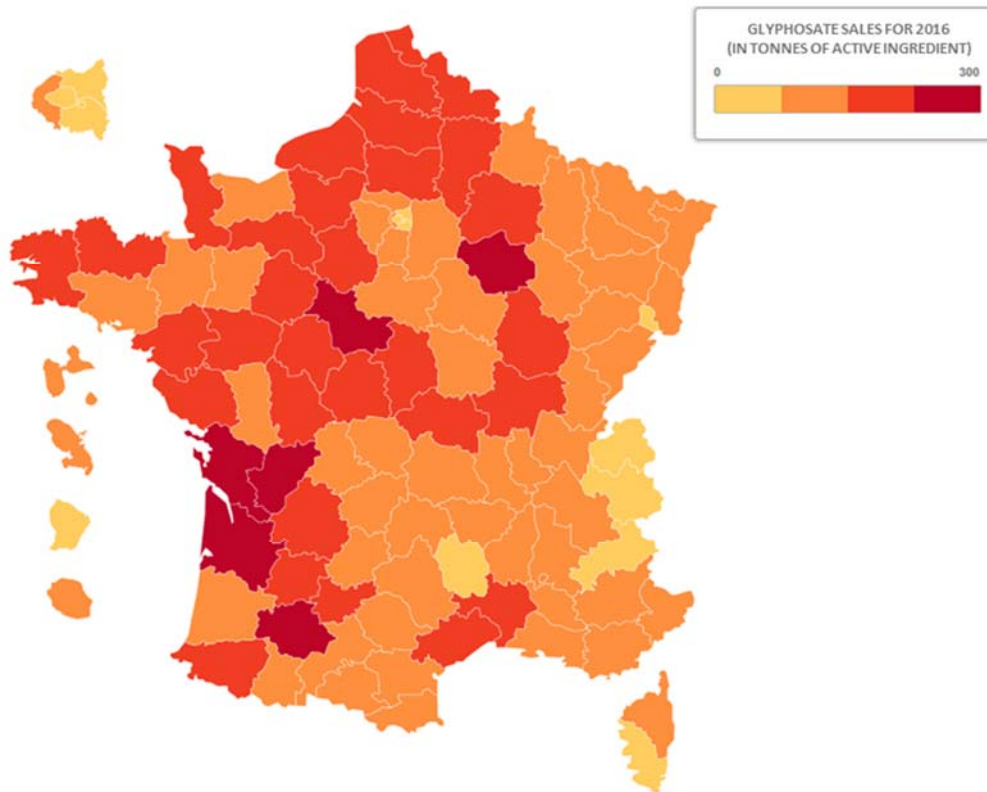 GLYPHOSATE SALES FOR 2016
(IN TONNES OF ACTIVE INGREDIENT)
0 300